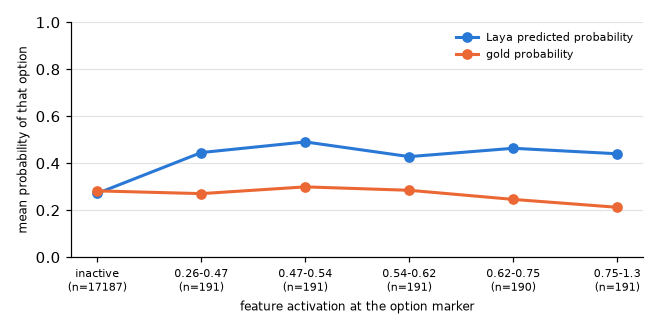 1.0
0.8
0.6
0.4
0.2
0.0
mean probability of that option
Laya predicted probability
gold probability
inactive
(n=17187)
0.26-0.47
(n=191)
0.47-0.54
(n=191)
0.54-0.62
(n=191)
0.62-0.75
(n=190)
0.75-1.3
(n=191)
feature activation at the option marker